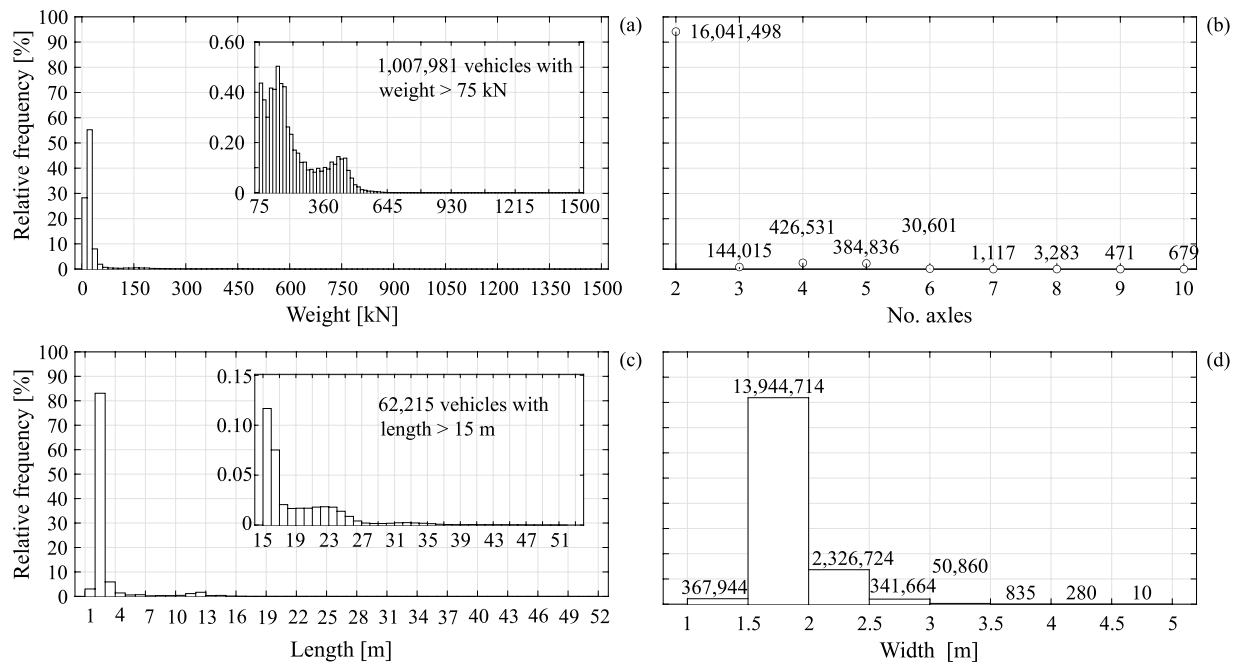 (a)
Relative frequency [%]
100
90
80
70
60
50
40
30
20
10
0
0 150 300 450 600 750 900 1050 1200 1350 1500
Weight [kN]
0.60
0.40
0.20
0
75 360 645 930 1215 1500
1,007,981 vehicles with
weight > 75 kN
(b)
16,041,498
144,015
426,531
384,836
30,601
1,117
3,283
471
679
2 3 4 5 6 7 8 9 10
No. axles
(c)
Relative frequency [%]
100
90
80
70
60
50
40
30
20
10
0
1 4 7 10 13 16 19 22 25 28 31 34 37 40 43 46 49 52
Length [m]
0.15
0.10
0.05
0
15 19 23 27 31 35 39 43 47 51
62,215 vehicles with
length > 15 m
(d)
367,944
13,944,714
2,326,724
341,664
50,860
835
280
10
1 1.5 2 2.5 3 3.5 4 4.5 5
Width [m]